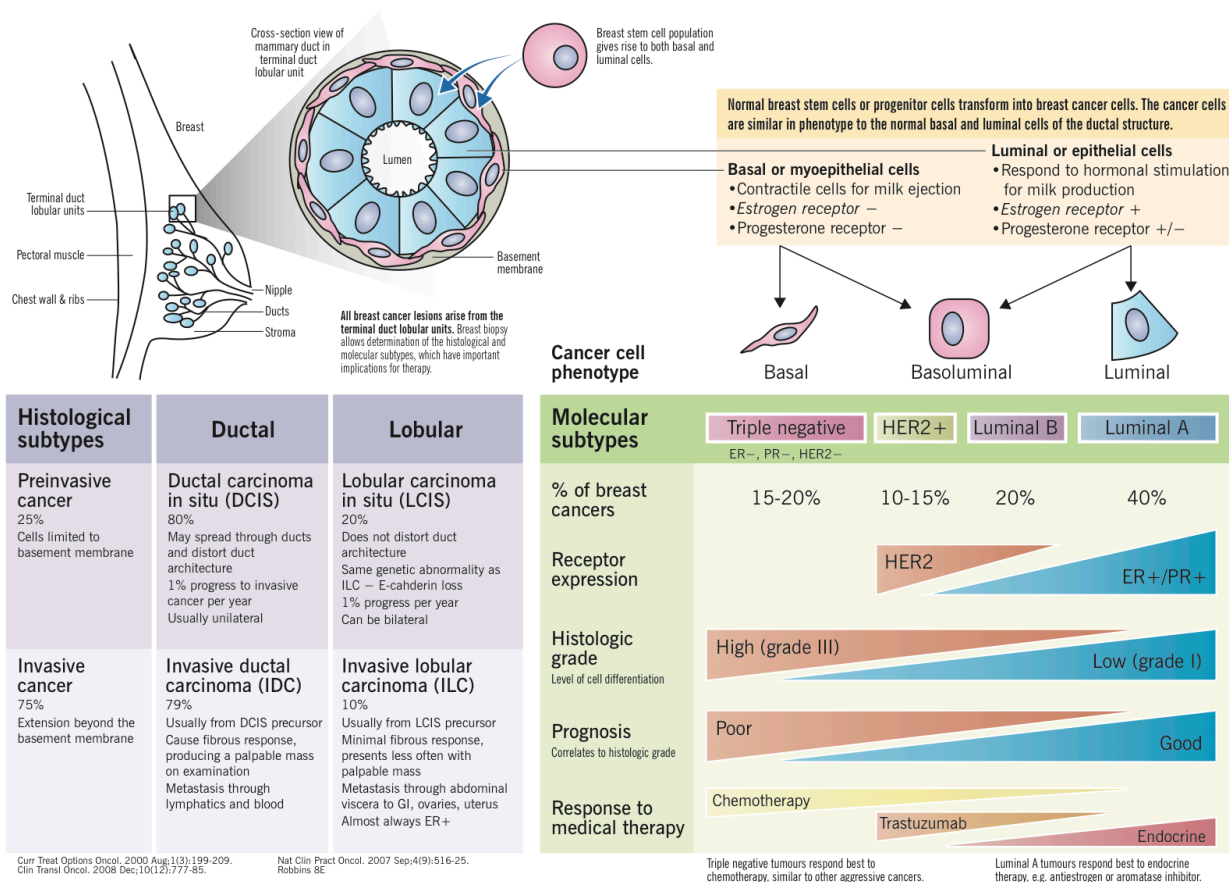 Cross-section view of
mammary duct in
terminal duct
lobular unit
Breast stem cell population
gives rise to both basal and
luminal cells.
Breast
Lumen
Terminal duct
lobular units
Pectoral muscle
Chest wall & ribs
Nipple
Ducts
Stroma
Basement
membrane
All breast cancer lesions arise from the
terminal duct lobular units. Breast biopsy
allows determination of the histological and
molecular subtypes, which have important
implications for therapy.
Normal breast stem cells or progenitor cells transform into breast cancer cells. The cancer cells
are similar in phenotype to the normal basal and luminal cells of the ductal structure.
Basal or myoepithelial cells
•Contractile cells for milk ejection
•Estrogen receptor −
•Progesterone receptor −
Luminal or epithelial cells
•Respond to hormonal stimulation
for milk production
•Estrogen receptor +
•Progesterone receptor +/−
Cancer cell
phenotype
Basal
Basoluminal
Luminal
Histological
subtypes
Ductal
Lobular
Preinvasive
cancer
25%
Cells limited to
basement membrane
Ductal carcinoma
in situ (DCIS)
80%
May spread through ducts
and distort duct
architecture
1% progress to invasive
cancer per year
Usually unilateral
Lobular carcinoma
in situ (LCIS)
20%
Does not distort duct
architecture
Same genetic abnormality as
ILC − E-cahderin loss
1% progress per year
Can be bilateral
Invasive
cancer
75%
Extension beyond the
basement membrane
Invasive ductal
carcinoma (IDC)
79%
Usually from DCIS precursor
Cause fibrous response,
producing a palpable mass
on examination
Metastasis through
lymphatics and blood
Invasive lobular
carcinoma (ILC)
10%
Usually from LCIS precursor
Minimal fibrous response,
presents less often with
palpable mass
Metastasis through abdominal
viscera to GI, ovaries, uterus
Almost always ER+
Curr Treat Options Oncol. 2000 Aug;1(3):199-209.
Clin Transl Oncol. 2008 Dec;10(12):777-85.
Nat Clin Pract Oncol. 2007 Sep;4(9):516-25.
Robbins 8E
Molecular
subtypes
Triple negative
ER−, PR−, HER2−
HER2+
Luminal B
Luminal A
% of breast
cancers
15-20%
10-15%
20%
40%
Receptor
expression
HER2
ER+/PR+
Histologic
grade
Level of cell differentiation
High (grade III)
Low (grade I)
Prognosis
Correlates to histologic grade
Poor
Good
Response to
medical therapy
Chemotherapy
Trastuzumab
Endocrine
Triple negative tumours respond best to
chemotherapy, similar to other aggressive cancers.
Luminal A tumours respond best to endocrine
therapy, e.g. antiestrogen or aromatase inhibitor.